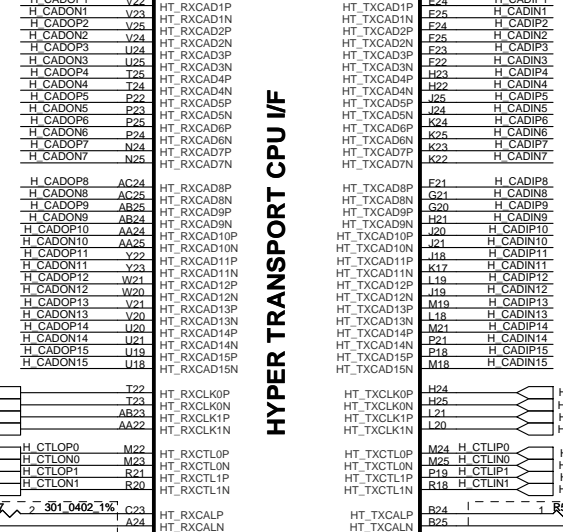 V22 HT_RXCAD1P HT_TXCAD1P E24 H_CADIP1
H_CADON1 V23 HT_RXCAD1N HT_TXCAD1N F25 H_CADIN1
H_CADOP2 V25 HT_RXCAD2P HT_TXCAD2P F24 H_CADIP2
H_CADON2 V24 HT_RXCAD2N HT_TXCAD2N F25 H_CADIN2
H_CADOP3 U24 HT_RXCAD3P HT_TXCAD3P F23 H_CADIP3
H_CADON3 U25 HT_RXCAD3N HT_TXCAD3N F22 H_CADIN3
H_CADOP4 T25 HT_RXCAD4P HT_TXCAD4P H23 H_CADIP4
H_CADON4 T24 HT_RXCAD4N HT_TXCAD4N H22 H_CADIN4
H_CADOP5 P22 HT_RXCAD5P HT_TXCAD5P J25 H_CADIP5
H_CADON5 P23 HT_RXCAD5N HT_TXCAD5N J24 H_CADIN5
H_CADOP6 P25 HT_RXCAD6P HT_TXCAD6P K24 H_CADIP6
H_CADON6 P24 HT_RXCAD6N HT_TXCAD6N K25 H_CADIN6
H_CADOP7 N24 HT_RXCAD7P HT_TXCAD7P K23 H_CADIP7
H_CADON7 N25 HT_RXCAD7N HT_TXCAD7N K22 H_CADIN7
HYPER TRANSPORT CPU I/F
H_CADOP8 AC24 HT_RXCAD8P HT_TXCAD8P F21 H_CADIP8
H_CADON8 AC25 HT_RXCAD8N HT_TXCAD8N G21 H_CADIN8
H_CADOP9 AB25 HT_RXCAD9P HT_TXCAD9P G20 H_CADIP9
H_CADON9 AB24 HT_RXCAD9N HT_TXCAD9N H21 H_CADIN9
H_CADOP10 AA24 HT_RXCAD10P HT_TXCAD10P J20 H_CADIP10
H_CADON10 AA25 HT_RXCAD10N HT_TXCAD10N J21 H_CADIN10
H_CADOP11 Y22 HT_RXCAD11P HT_TXCAD11P J18 H_CADIP11
H_CADON11 Y23 HT_RXCAD11N HT_TXCAD11N K17 H_CADIN11
H_CADOP12 W21 HT_RXCAD12P HT_TXCAD12P L19 H_CADIP12
H_CADON12 W20 HT_RXCAD12N HT_TXCAD12N J19 H_CADIN12
H_CADOP13 V21 HT_RXCAD13P HT_TXCAD13P M19 H_CADIP13
H_CADON13 V20 HT_RXCAD13N HT_TXCAD13N L18 H_CADIN13
H_CADOP14 U20 HT_RXCAD14P HT_TXCAD14P M21 H_CADIP14
H_CADON14 U21 HT_RXCAD14N HT_TXCAD14N P21 H_CADIN14
H_CADOP15 U19 HT_RXCAD15P HT_TXCAD15P P18 H_CADIP15
H_CADON15 U18 HT_RXCAD15N HT_TXCAD15N M18 H_CADIN15
T22 HT_RXCLK0P HT_TXCLK0P H24
T23 HT_RXCLK0N HT_TXCLK0N H25
AB23 HT_RXCLK1P HT_TXCLK1P L21
AA22 HT_RXCLK1N HT_TXCLK1N L20
H_CTLOP0 M22 HT_RXCTL0P HT_TXCTL0P M24 H_CTLIP0
H_CTLON0 M23 HT_RXCTL0N HT_TXCTL0N M25 H_CTLIN0
H_CTLOP1 R21 HT_RXCTL1P HT_TXCTL1P P19 H_CTLIP1
H_CTLON1 R20 HT_RXCTL1N HT_TXCTL1N R18 H_CTLIN1
2 301_0402_1% C23 HT_RXCALP HT_TXCALP B24 1
A24 HT_RXCALN HT_TXCALN B25